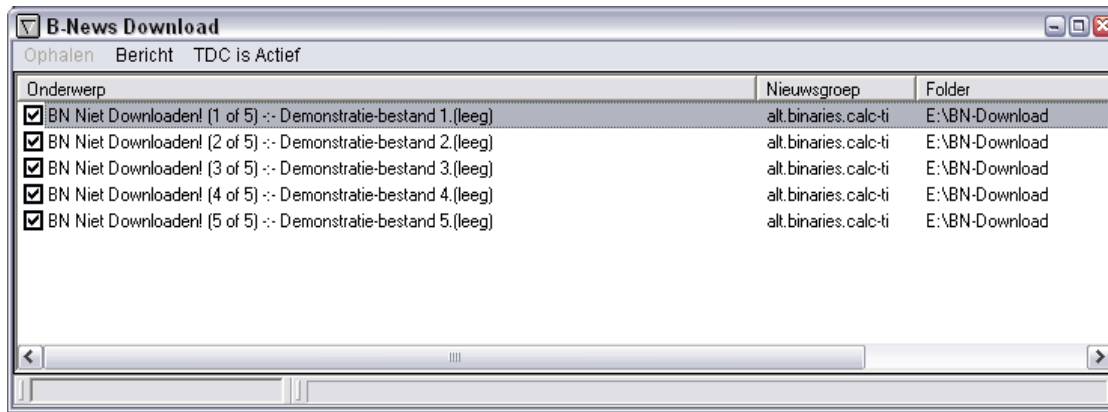 B-News Download
Ophalen Bericht TDC is Actief
Onderwerp Nieuwsgroep Folder
BN Niet Downloaden! (1 of 5) -:- Demonstratie-bestand 1.(leeg) alt.binaries.calc-ti E:\BN-Download
BN Niet Downloaden! (2 of 5) -:- Demonstratie-bestand 2.(leeg) alt.binaries.calc-ti E:\BN-Download
BN Niet Downloaden! (3 of 5) -:- Demonstratie-bestand 3.(leeg) alt.binaries.calc-ti E:\BN-Download
BN Niet Downloaden! (4 of 5) -:- Demonstratie-bestand 4.(leeg) alt.binaries.calc-ti E:\BN-Download
BN Niet Downloaden! (5 of 5) -:- Demonstratie-bestand 5.(leeg) alt.binaries.calc-ti E:\BN-Download